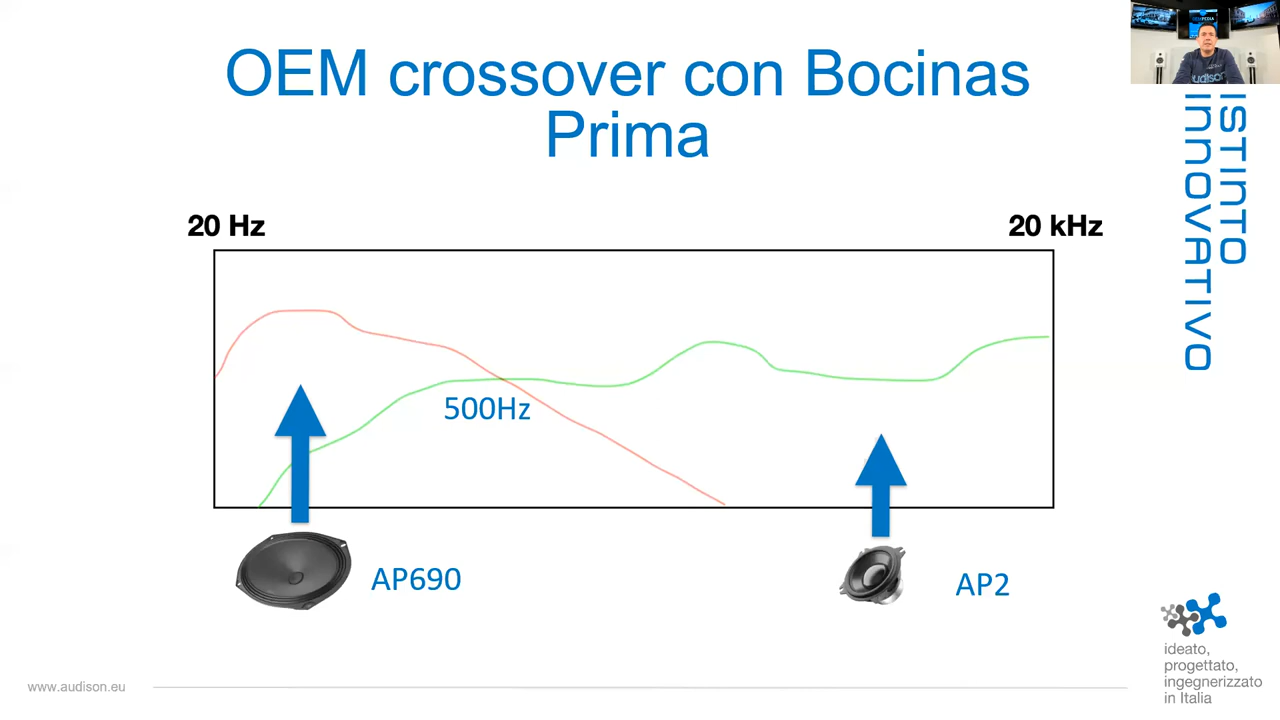 OEM crossover con Bocinas
Prima
20 Hz
20 kHz
500Hz
AP690
AP2
ISTINTO
INNOVATIVO
udison
www.audison.eu
ideato,
progettato,
ingegnerizzato
in Italia